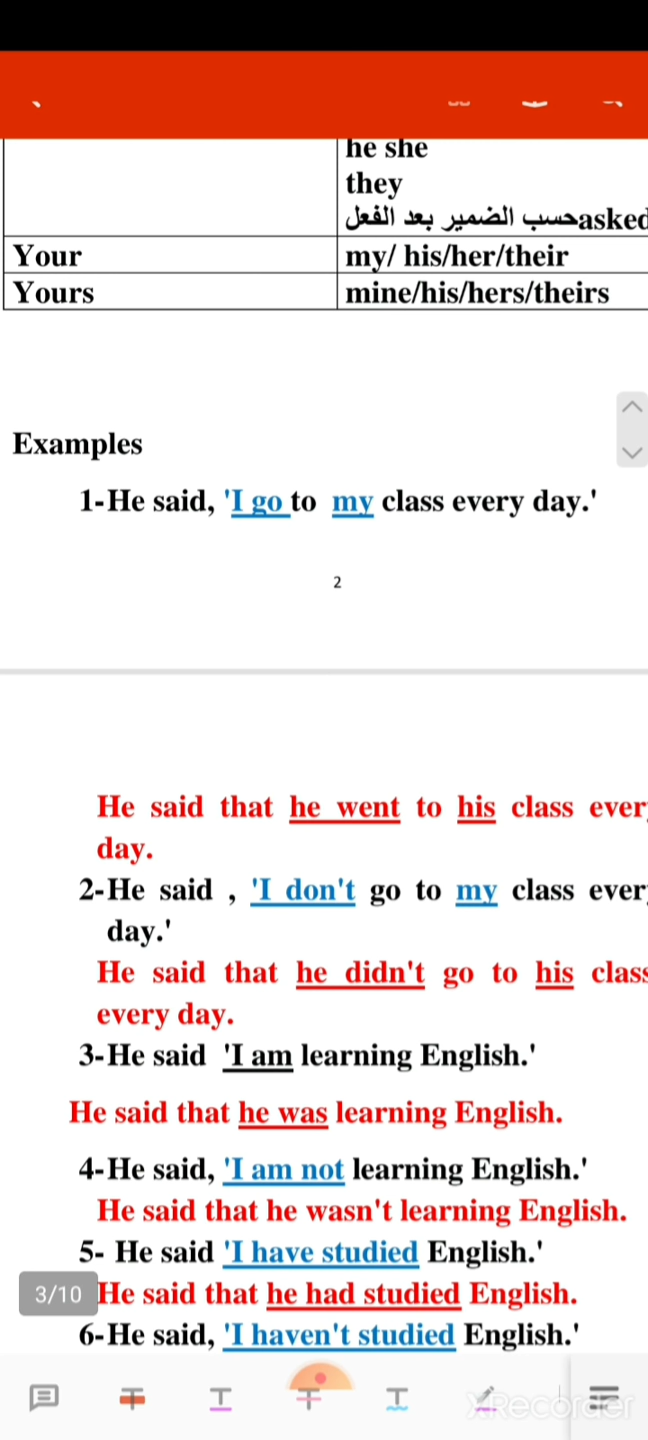 he she
they
حسب الضمير بعد الفعل asked
Your my/ his/her/their
Yours mine/his/hers/theirs
Examples
1-He said, 'I go to my class every day.'
2
He said that he went to his class every
day.
2-He said , 'I don't go to my class every
day.'
He said that he didn't go to his class
every day.
3-He said 'I am learning English.'
He said that he was learning English.
4-He said, 'I am not learning English.'
He said that he wasn't learning English.
5- He said 'I have studied English.'
3/10 He said that he had studied English.
6-He said, 'I haven't studied English.'
XRecorder